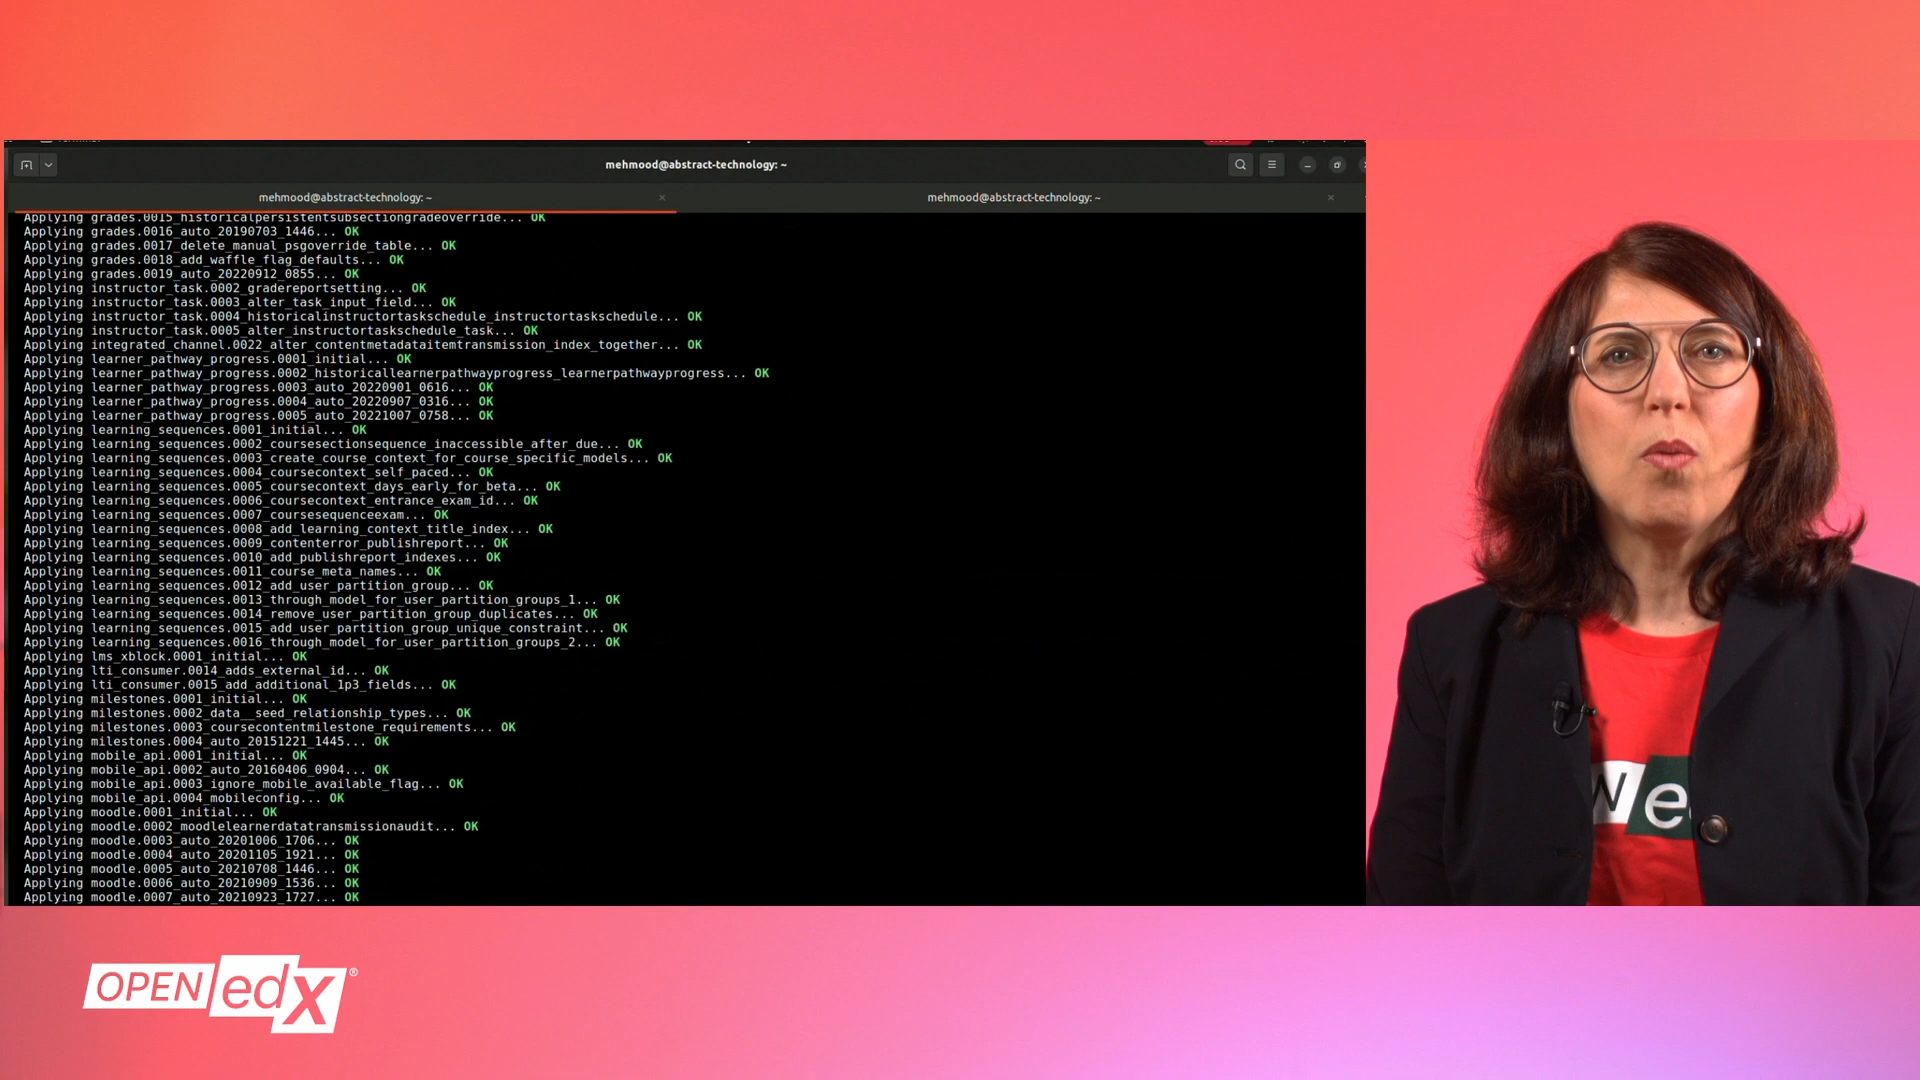 mehmood@abstract-technology: ~
mehmood@abstract-technology: ~
mehmood@abstract-technology: ~
Applying grades.0015_historicalpersistentsubsectiongradeoverride... OK
Applying grades.0016_auto_20190703_1446... OK
Applying grades.0017_delete_manual_psgoverride_table... OK
Applying grades.0018_add_waffle_flag_defaults... OK
Applying grades.0019_auto_20220912_0855... OK
Applying instructor_task.0002_gradereportsetting... OK
Applying instructor_task.0003_alter_task_input_field... OK
Applying instructor_task.0004_historicalinstructortaskschedule_instructortaskschedule... OK
Applying instructor_task.0005_alter_instructortaskschedule_task... OK
Applying integrated_channel.0022_alter_contentmetadataitemtransmission_index_together... OK
Applying learner_pathway_progress.0001_initial... OK
Applying learner_pathway_progress.0002_historicallearnerpathwayprogress_learnerpathwayprogress... OK
Applying learner_pathway_progress.0003_auto_20220901_0616... OK
Applying learner_pathway_progress.0004_auto_20220907_0316... OK
Applying learner_pathway_progress.0005_auto_20221007_0758... OK
Applying learning_sequences.0001_initial... OK
Applying learning_sequences.0002_coursesectionsequence_inaccessible_after_due... OK
Applying learning_sequences.0003_create_course_context_for_course_specific_models... OK
Applying learning_sequences.0004_coursecontext_self_paced... OK
Applying learning_sequences.0005_coursecontext_days_early_for_beta... OK
Applying learning_sequences.0006_coursecontext_entrance_exam_id... OK
Applying learning_sequences.0007_coursesequenceexam... OK
Applying learning_sequences.0008_add_learning_context_title_index... OK
Applying learning_sequences.0009_contenterror_publishreport... OK
Applying learning_sequences.0010_add_publishreport_indexes... OK
Applying learning_sequences.0011_course_meta_names... OK
Applying learning_sequences.0012_add_user_partition_group... OK
Applying learning_sequences.0013_through_model_for_user_partition_groups_1... OK
Applying learning_sequences.0014_remove_user_partition_group_duplicates... OK
Applying learning_sequences.0015_add_user_partition_group_unique_constraint... OK
Applying learning_sequences.0016_through_model_for_user_partition_groups_2... OK
Applying lms_xblock.0001_initial... OK
Applying lti_consumer.0014_adds_external_id... OK
Applying lti_consumer.0015_add_additional_1p3_fields... OK
Applying milestones.0001_initial... OK
Applying milestones.0002_data__seed_relationship_types... OK
Applying milestones.0003_coursecontentmilestone_requirements... OK
Applying milestones.0004_auto_20151221_1445... OK
Applying mobile_api.0001_initial... OK
Applying mobile_api.0002_auto_20160406_0904... OK
Applying mobile_api.0003_ignore_mobile_available_flag... OK
Applying mobile_api.0004_mobileconfig... OK
Applying moodle.0001_initial... OK
Applying moodle.0002_moodlelearnerdatatransmissionaudit... OK
Applying moodle.0003_auto_20201006_1706... OK
Applying moodle.0004_auto_20201105_1921... OK
Applying moodle.0005_auto_20210708_1446... OK
Applying moodle.0006_auto_20210909_1536... OK
Applying moodle.0007_auto_20210923_1727... OK
We
OPEN edX®